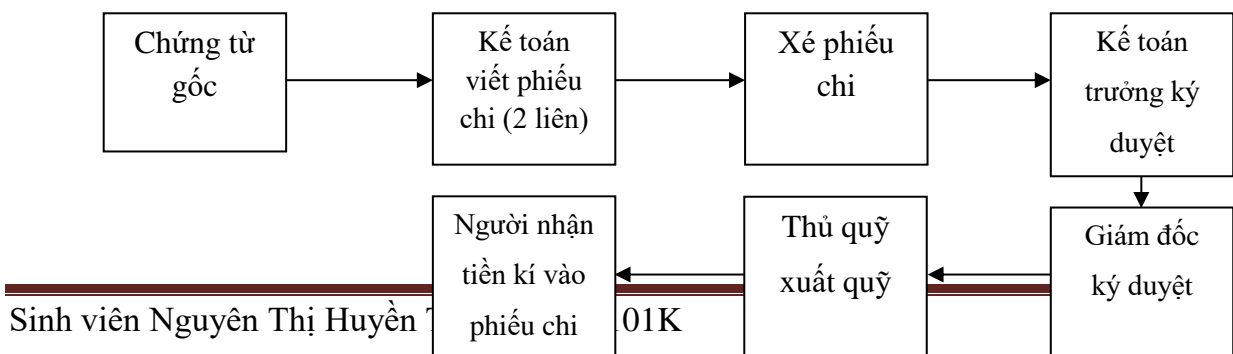 Chứng từ
gốc
Kế toán
viết phiếu
chi (2 liên)
Xé phiếu
chi
Kế toán
trưởng ký
duyệt
Giám đốc
ký duyệt
Thủ quỹ
xuất quỹ
Người nhận
tiền kí vào
phiếu chi
Sinh viên Nguyên Thị Huyền 01K